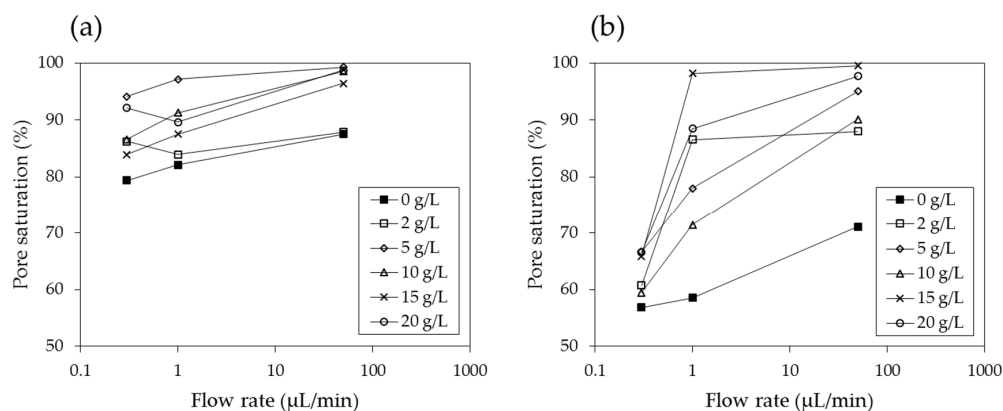 (a)
100
90
80
70
60
50
Pore saturation (%)
0 g/L
2 g/L
5 g/L
10 g/L
15 g/L
20 g/L
0.1 1 10 100 1000
Flow rate (μL/min)
(b)
100
90
80
70
60
50
Pore saturation (%)
0 g/L
2 g/L
5 g/L
10 g/L
15 g/L
20 g/L
0.1 1 10 100 1000
Flow rate (μL/min)